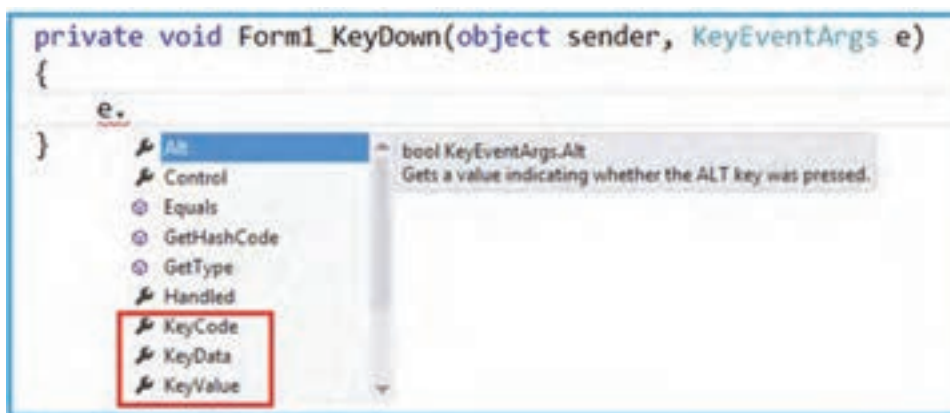 private void Form1_KeyDown(object sender, KeyEventArgs e)
{
e.
}
Alt
bool KeyEventArgs.Alt
Gets a value indicating whether the ALT key was pressed.
Control
Equals
GetHashCode
GetType
Handled
KeyCode
KeyData
KeyValue